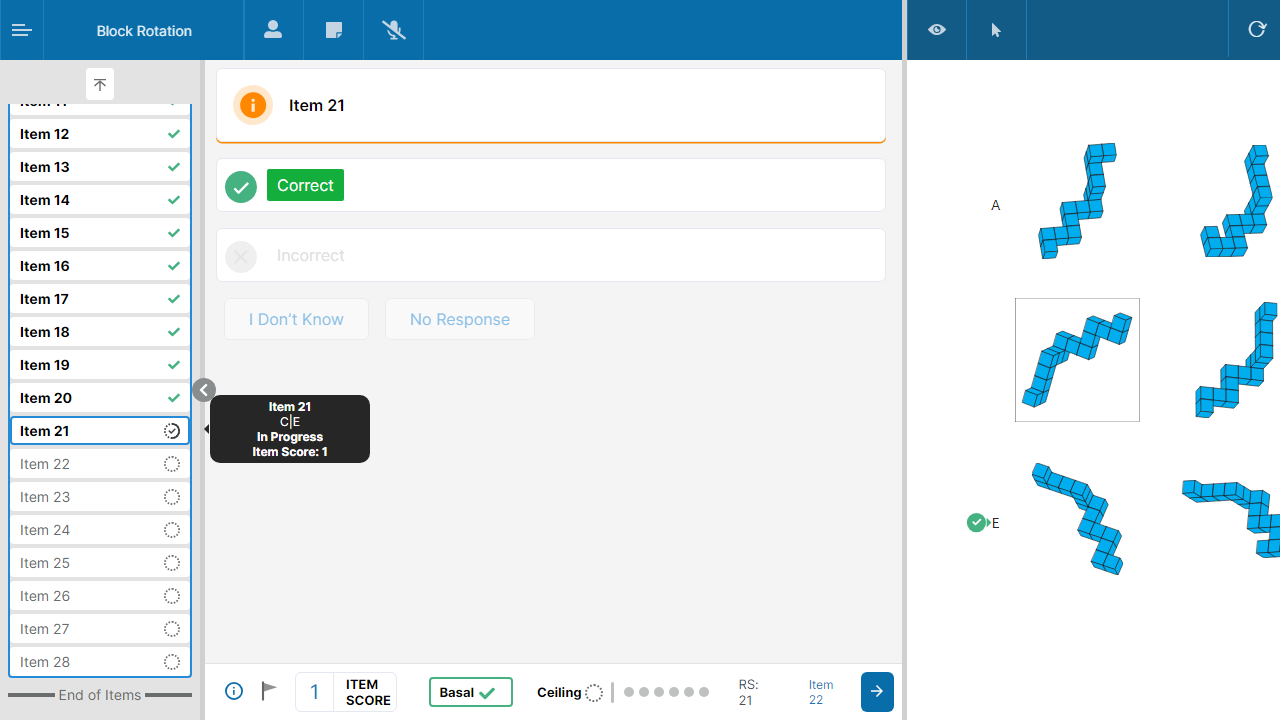 Block Rotation
Item 12
Item 13
Item 14
Item 15
Item 16
Item 17
Item 18
Item 19
Item 20
Item 21
Item 22
Item 23
Item 24
Item 25
Item 26
Item 27
Item 28
End of Items
Item 21
Correct
Incorrect
I Don't Know
No Response
Item 21
C|E
In Progress
Item Score: 1
1
ITEM
SCORE
Basal
Ceiling
RS:
21
Item
22
A
E